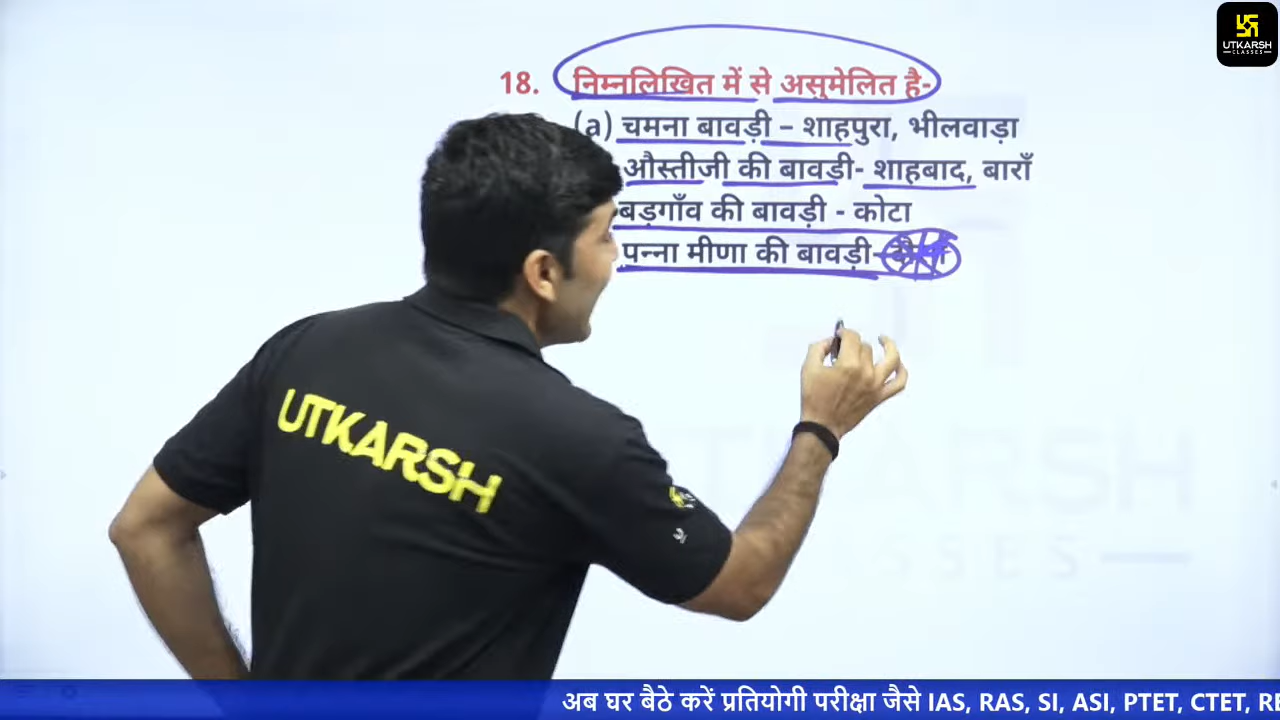 UTKARSH
CLASSES
18. निम्नलिखित में से असुमेलित है-
(a) चमना बावड़ी – शाहपुरा, भीलवाड़ा
औस्तीजी की बावड़ी- शाहबाद, बाराँ
बड़गाँव की बावड़ी - कोटा
पन्ना मीणा की बावड़ी-
UTKARSH
अब घर बैठे करें प्रतियोगी परीक्षा जैसे IAS, RAS, SI, ASI, PTET, CTET, RE